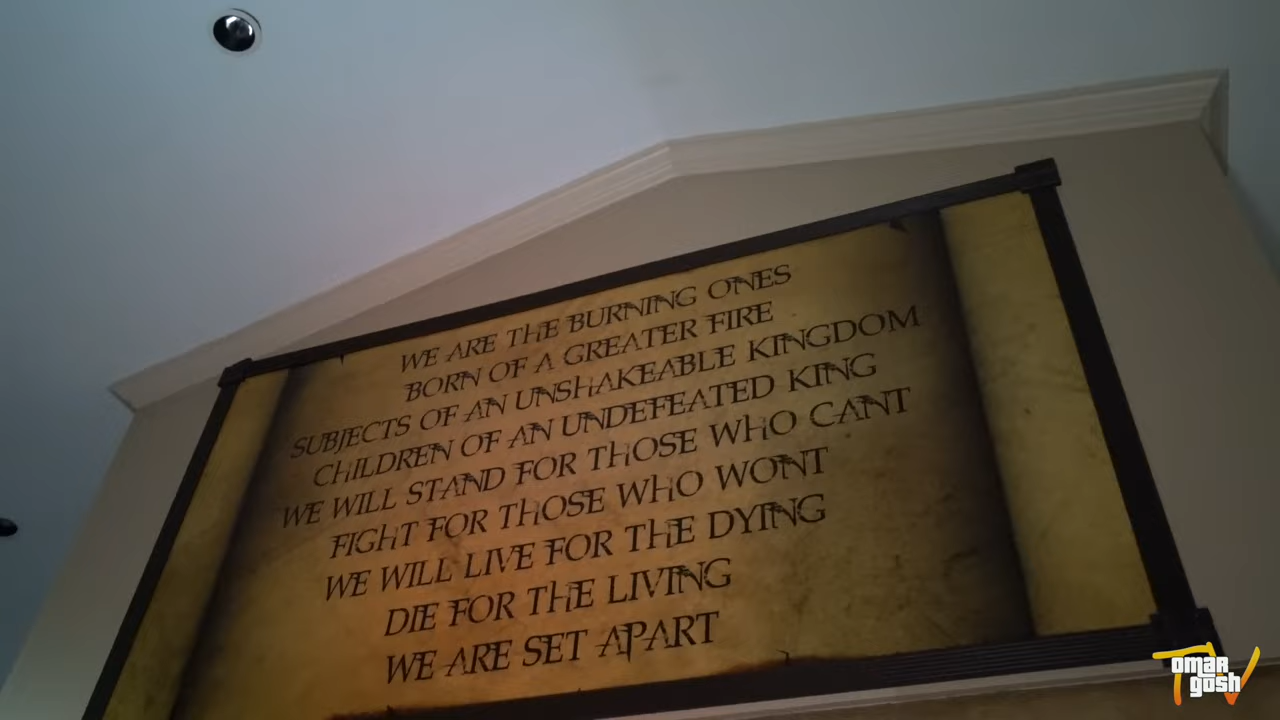 WE ARE THE BURNING ONES
BORN OF A GREATER FIRE
SUBJECTS OF AN UNSHAKEABLE KINGDOM
CHILDREN OF AN UNDEFEATED KING
WE WILL STAND FOR THOSE WHO CANT
FIGHT FOR THOSE WHO WONT
WE WILL LIVE FOR THE DYING
DIE FOR THE LIVING
WE ARE SET APART
OMAR
gosh
TV